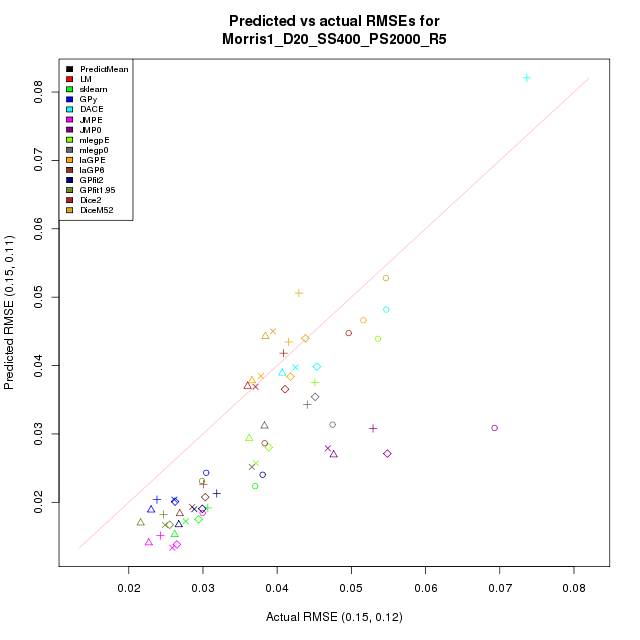 Predicted vs actual RMSEs for
Morris1_D20_SS400_PS2000_R5
PredictMean
LM
sklearn
GPy
DACE
JMPE
JMP0
mlegpE
mlegp0
laGPE
laGP6
GPfit2
GPfit1.95
Dice2
DiceM52
Predicted RMSE (0.15, 0.11)
0.08
0.07
0.06
0.05
0.04
0.03
0.02
0.02
0.03
0.04
0.05
0.06
0.07
0.08
Actual RMSE (0.15, 0.12)